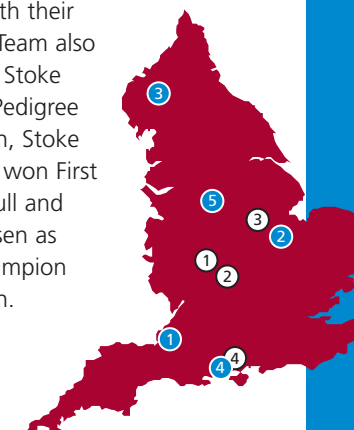 th their
Team also
Stoke
Pedigree
n, Stoke
won First
ull and
sen as
mpion
n.
3
5
3
2
1
2
1
4
4